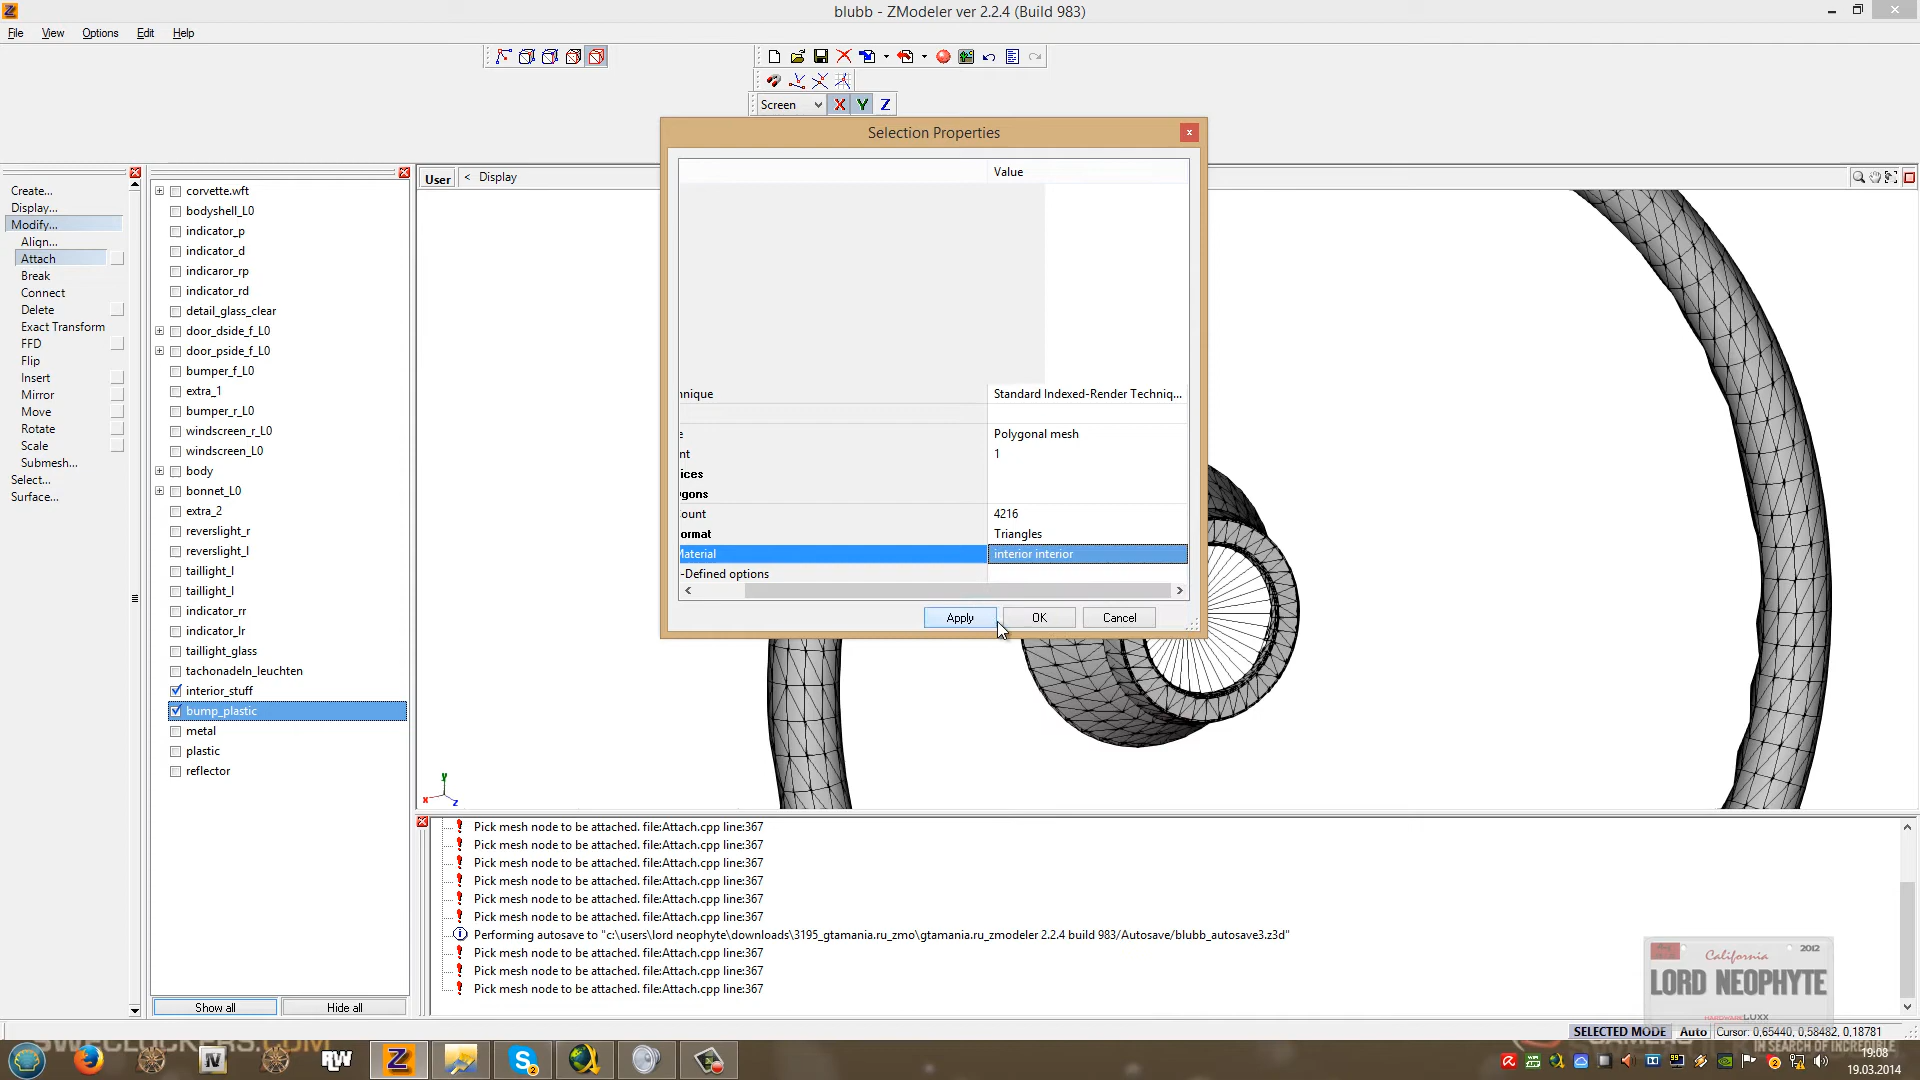 blubb - ZModeler ver 2.2.4 (Build 983)
File View Options Edit Help
Screen X Y Z
Selection Properties
Value
User < Display
Create...
Display...
Modify...
Align...
Attach
Break
Connect
Delete
Exact Transform
FFD
Flip
Insert
Mirror
Move
Rotate
Scale
Submesh...
Select...
Surface...
corvette.wft
bodyshell_L0
indicator_p
indicator_d
indicaror_rp
indicator_rd
detail_glass_clear
door_dside_f_L0
door_pside_f_L0
bumper_f_L0
extra_1
bumper_r_L0
windscreen_r_L0
windscreen_L0
body
bonnet_L0
extra_2
reverslight_r
reverslight_l
taillight_l
taillight_l
indicator_rr
indicator_lr
taillight_glass
tachonadeln_leuchten
interior_stuff
bump_plastic
metal
plastic
reflector
Show all Hide all
nnique Standard Indexed-Render Techniq...
e Polygonal mesh
nt 1
ices
gons
ount 4216
ormat Triangles
Material interior interior
-Defined options
Apply OK Cancel
y
x
z
Pick mesh node to be attached. file:Attach.cpp line:367
Pick mesh node to be attached. file:Attach.cpp line:367
Pick mesh node to be attached. file:Attach.cpp line:367
Pick mesh node to be attached. file:Attach.cpp line:367
Pick mesh node to be attached. file:Attach.cpp line:367
Pick mesh node to be attached. file:Attach.cpp line:367
Performing autosave to "c:\users\lord neophyte\downloads\3195_gtamania.ru_zmo\gtamania.ru_zmodeler 2.2.4 build 983/Autosave/blubb_autosave3.z3d"
Pick mesh node to be attached. file:Attach.cpp line:367
Pick mesh node to be attached. file:Attach.cpp line:367
Pick mesh node to be attached. file:Attach.cpp line:367
California 2012
LORD NEOPHYTE
HARDWARELUXX
SELECTED MODE Auto Cursor: 0,65440, 0,58482, 0,18781
SWECLOCKERS.COM
IN SEARCH OF INCREDIBLE
IV RW Z S 2
19:08
19.03.2014